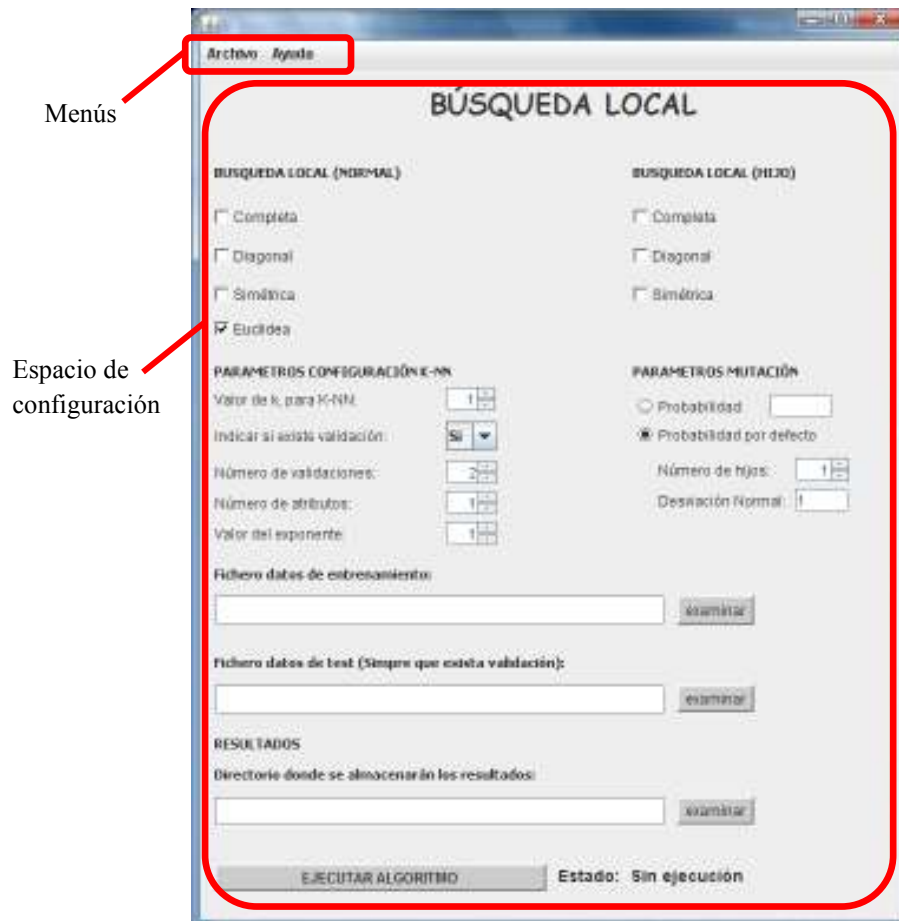 Archivo Ayuda
Menús
BÚSQUEDA LOCAL
BUSQUEDA LOCAL (NORMAL)
BUSQUEDA LOCAL (HIJO)
Completa
Completa
Diagonal
Diagonal
Simétrica
Simétrica
Euclídea
Espacio de
configuración
PARAMETROS CONFIGURACIÓN K-NN
PARAMETROS MUTACIÓN
Valor de k, para K-NN: 1
Probabilidad
Indicar si existe validación: Si
Probabilidad por defecto
Número de validaciones: 2
Número de hijos: 1
Número de atributos: 1
Desviación Normal: 1
Valor del exponente 1
Fichero datos de entrenamiento:
examinar
Fichero datos de test (Simpre que exista validación):
examinar
RESULTADOS
Directorio donde se almacenarán los resultados:
examinar
EJECUTAR ALGORITMO
Estado: Sin ejecución